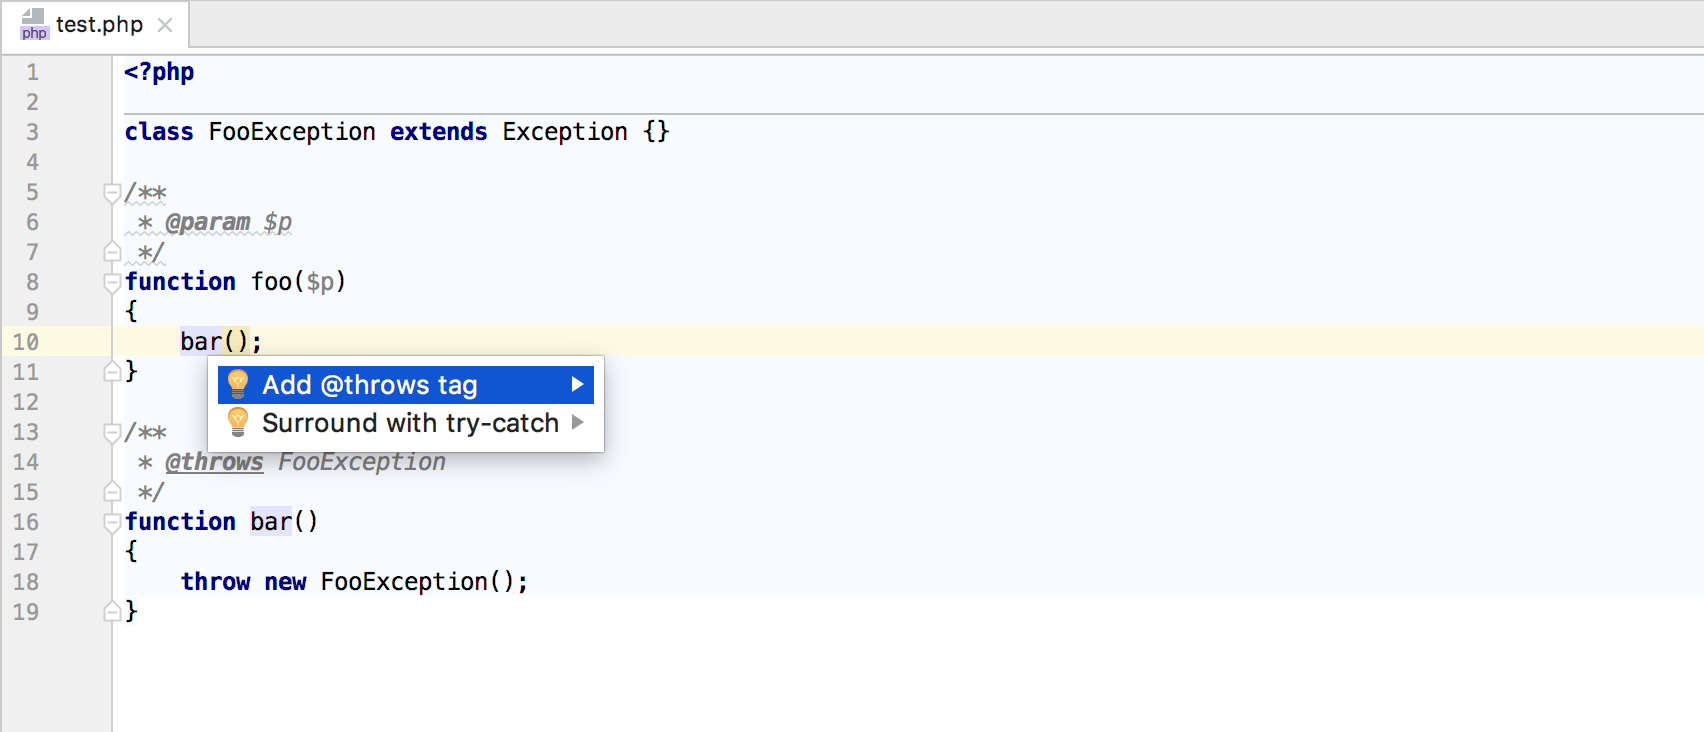 php test.php
1 <?php
2
3 class FooException extends Exception {}
4
5 /**
6 * @param $p
7 */
8 function foo($p)
9 {
10 bar();
11 }
Add @throws tag
12
Surround with try-catch
13 /**
14 * @throws FooException
15 */
16 function bar()
17 {
18 throw new FooException();
19 }